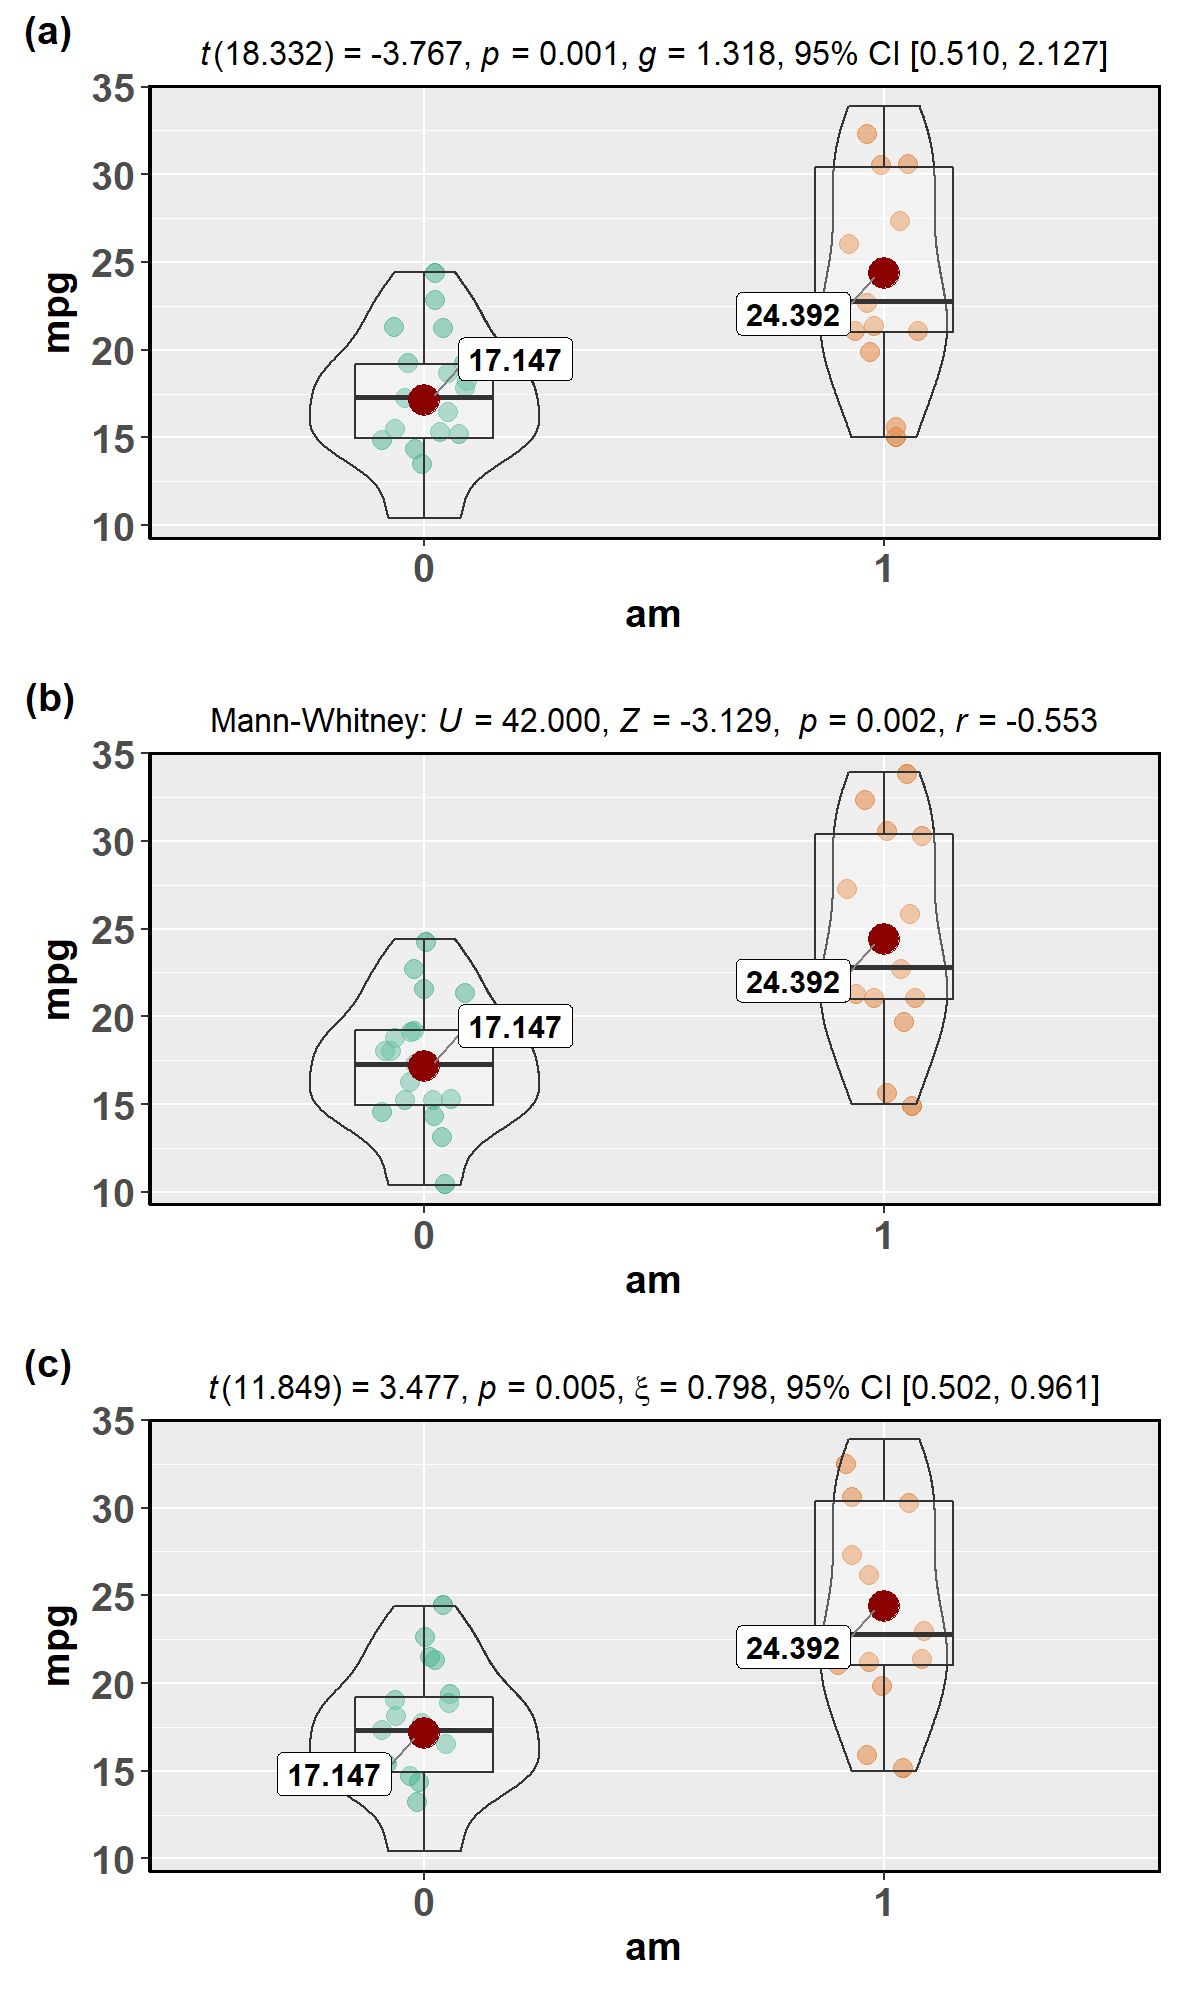 (a)
t(18.332) = -3.767, p = 0.001, g = 1.318, 95% CI [0.510, 2.127]
35
30
25
20
15
10
mpg
17.147
24.392
0 1
am
(b)
Mann-Whitney: U = 42.000, Z = -3.129, p = 0.002, r = -0.553
35
30
25
20
15
10
mpg
17.147
24.392
0 1
am
(c)
t(11.849) = 3.477, p = 0.005, ξ = 0.798, 95% CI [0.502, 0.961]
35
30
25
20
15
10
mpg
24.392
17.147
0 1
am